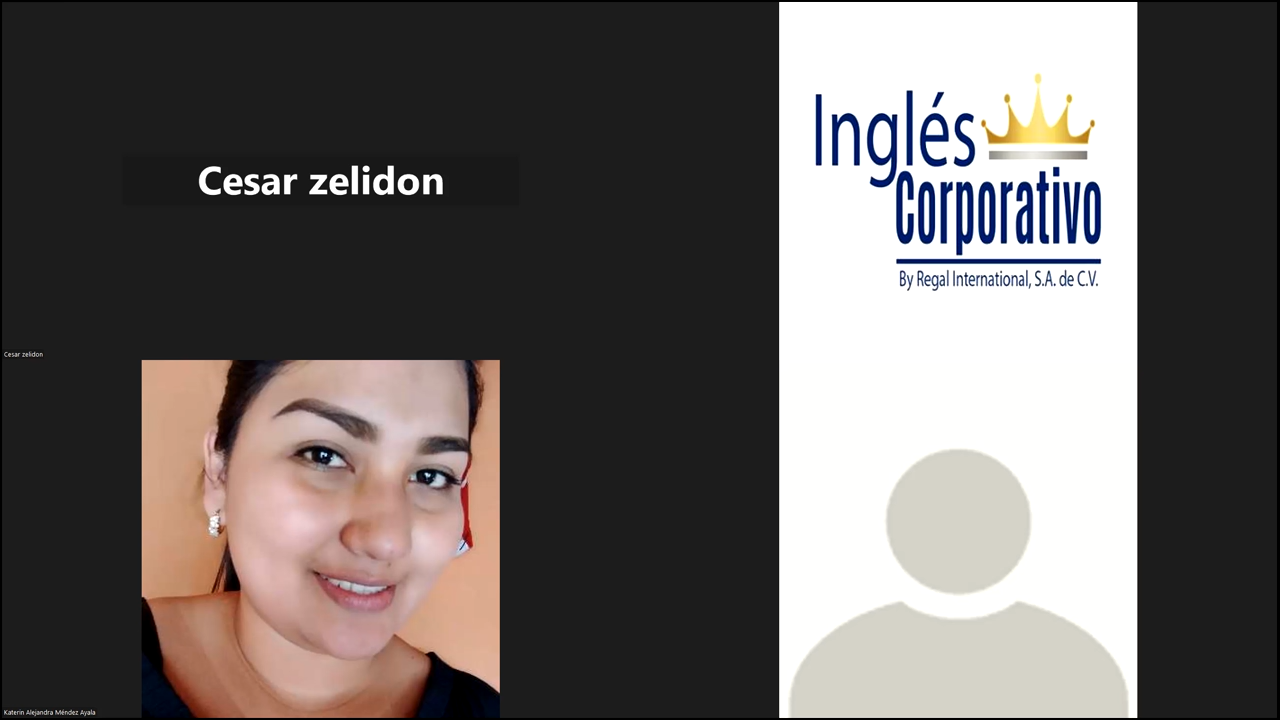 Cesar zelidon
Inglés
Corporativo
By Regal International, S.A. de C.V.
Cesar zelidon
Katerin Alejandra Méndez Ayala